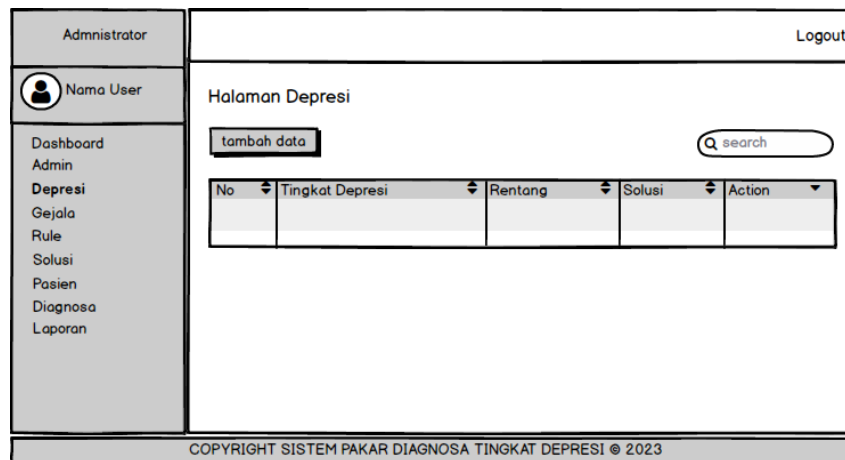 Admnistrator
Logout
Nama User
Halaman Depresi
tambah data
search
Dashboard
Admin
Depresi
Gejala
Rule
Solusi
Pasien
Diagnosa
Laporan
No Tingkat Depresi Rentang Solusi Action
COPYRIGHT SISTEM PAKAR DIAGNOSA TINGKAT DEPRESI © 2023